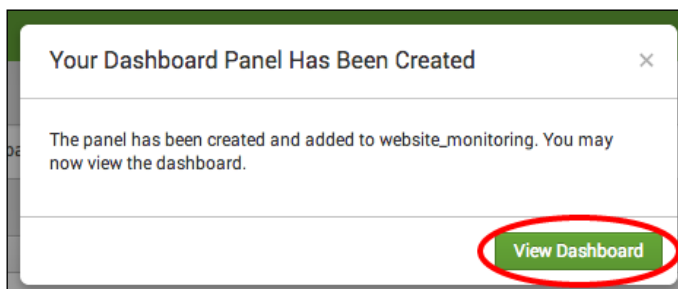 Your Dashboard Panel Has Been Created
The panel has been created and added to website_monitoring. You may
now view the dashboard.
View Dashboard